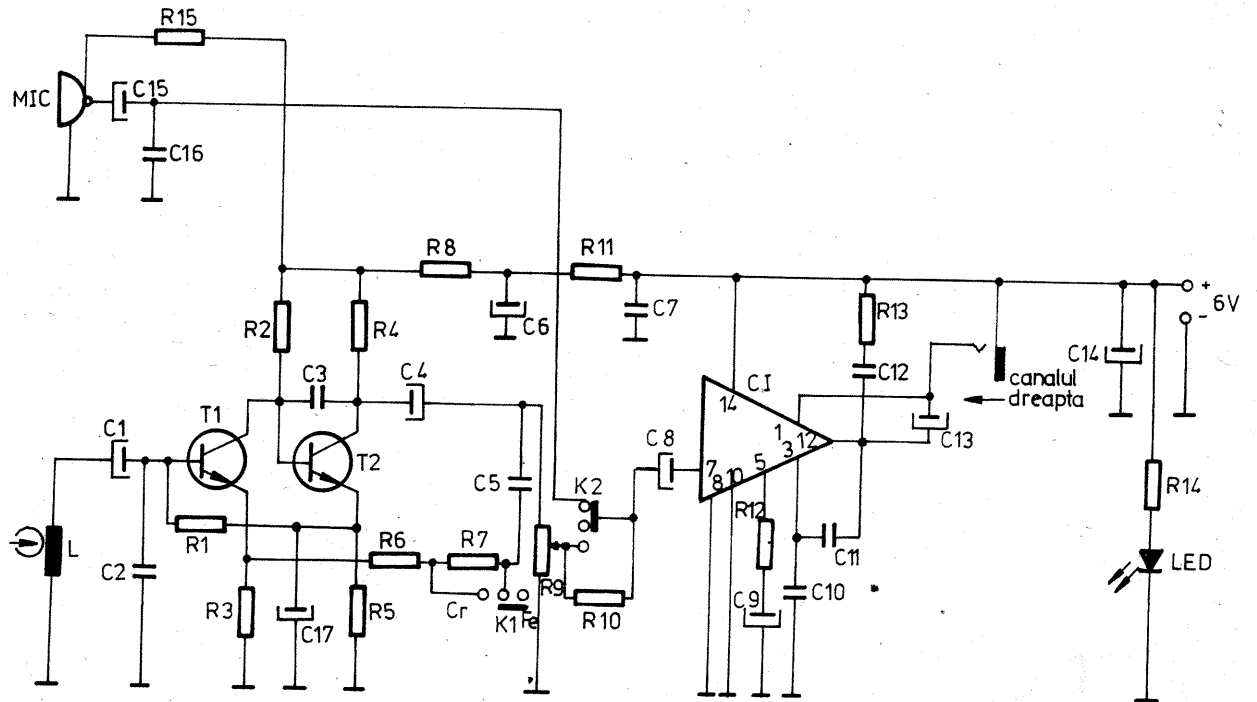 R15
MIC
C15
C16
R8
R11
R2
R4
C6
C7
R13
+
6V
-
C3
C4
C12
C14
C.I
14
canalul
dreapta
T1
C1
T2
C8
1
12
3
C13
7
8
10
5
K2
C5
R12
R14
R1
R6
R7
R9
C11
L
C2
LED
R3
C17
R5
Cr
K1
Fe
R10
C9
C10